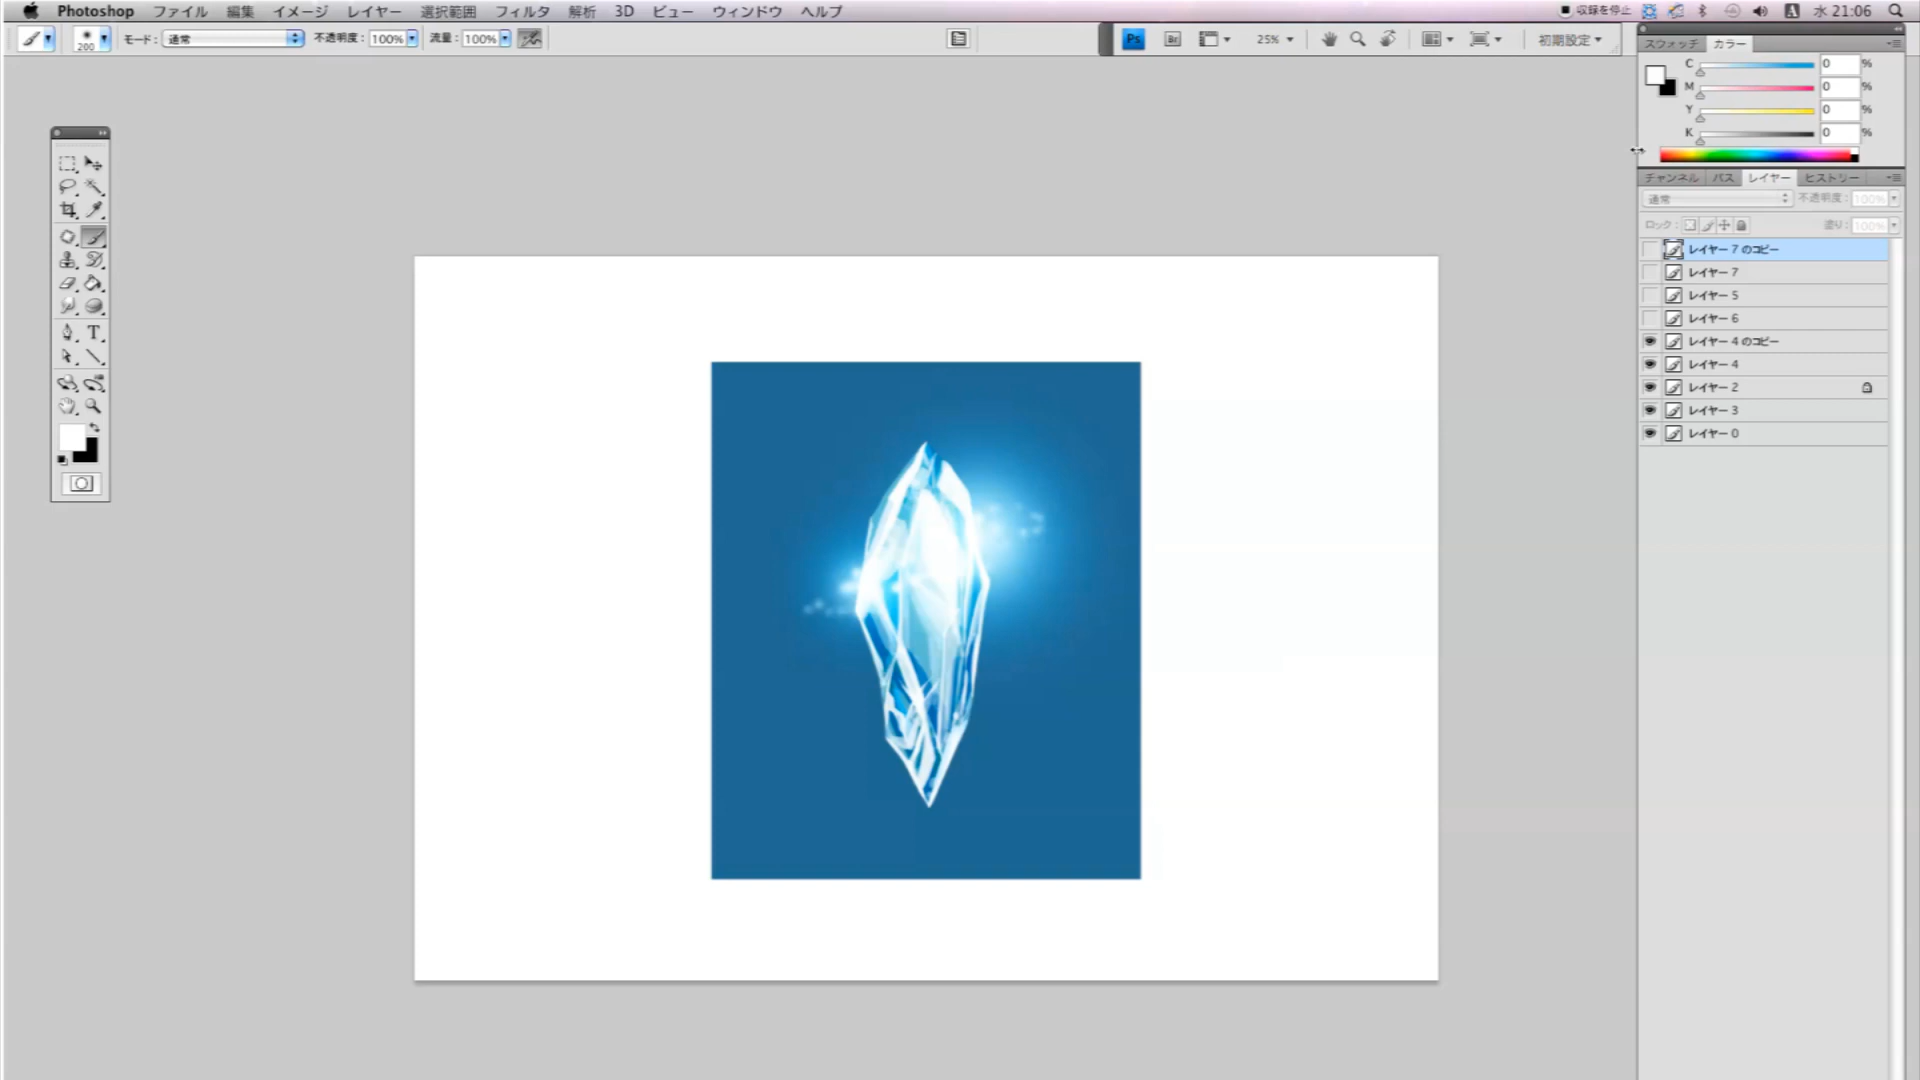 Photoshop ファイル 編集 イメージ レイヤー 選択範囲 フィルタ 解析 3D ビュー ウィンドウ ヘルプ 収録を停止 A 水 21:06
200 モード: 通常 不透明度: 100% 流量: 100% Ps Br 25% 初期設定
スウォッチ カラー
C 0 %
M 0 %
Y 0 %
K 0 %
チャンネル パス レイヤー ヒストリー
通常 不透明度: 100%
ロック: 塗り: 100%
レイヤー 7 のコピー
レイヤー 7
レイヤー 5
レイヤー 6
レイヤー 4 のコピー
レイヤー 4
レイヤー 2
レイヤー 3
レイヤー 0
T